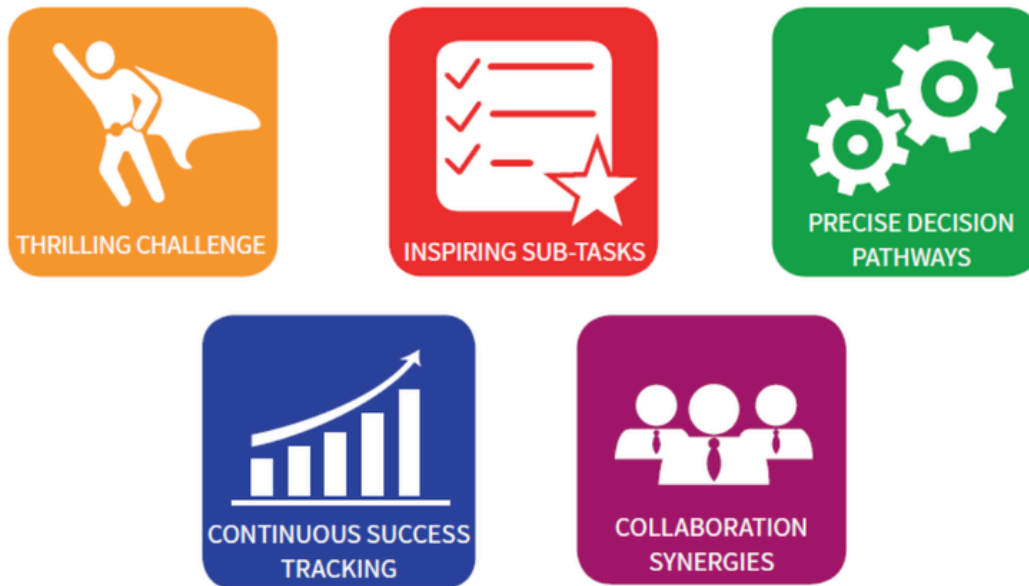 THRILLING CHALLENGE
INSPIRING SUB-TASKS
PRECISE DECISION
PATHWAYS
CONTINUOUS SUCCESS
TRACKING
COLLABORATION
SYNERGIES